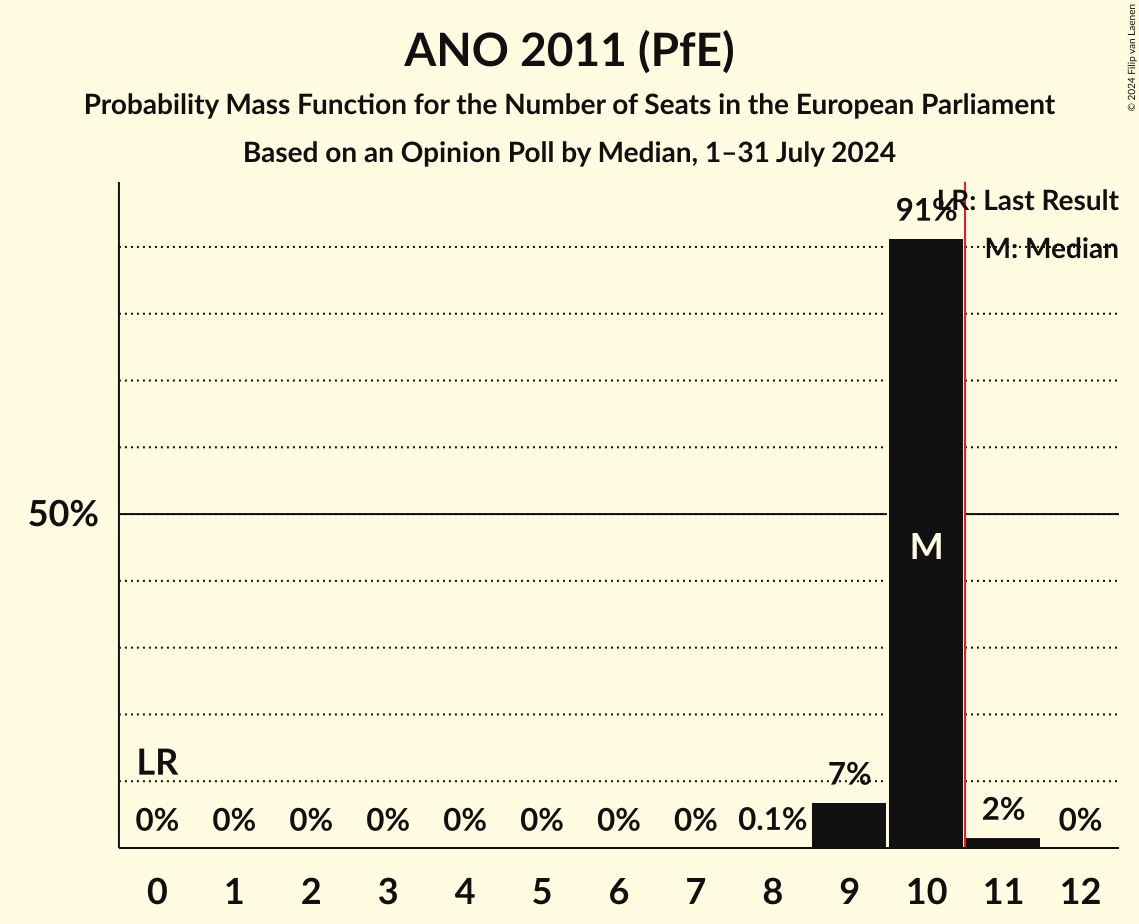 ANO 2011 (PfE)
Probability Mass Function for the Number of Seats in the European Parliament
Based on an Opinion Poll by Median, 1–31 July 2024
© 2024 Filip van Laenen
LR: Last Result
M: Median
91%
50%
M
LR
7%
0% 0% 0% 0% 0% 0% 0% 0% 0.1% 2% 0%
0 1 2 3 4 5 6 7 8 9 10 11 12